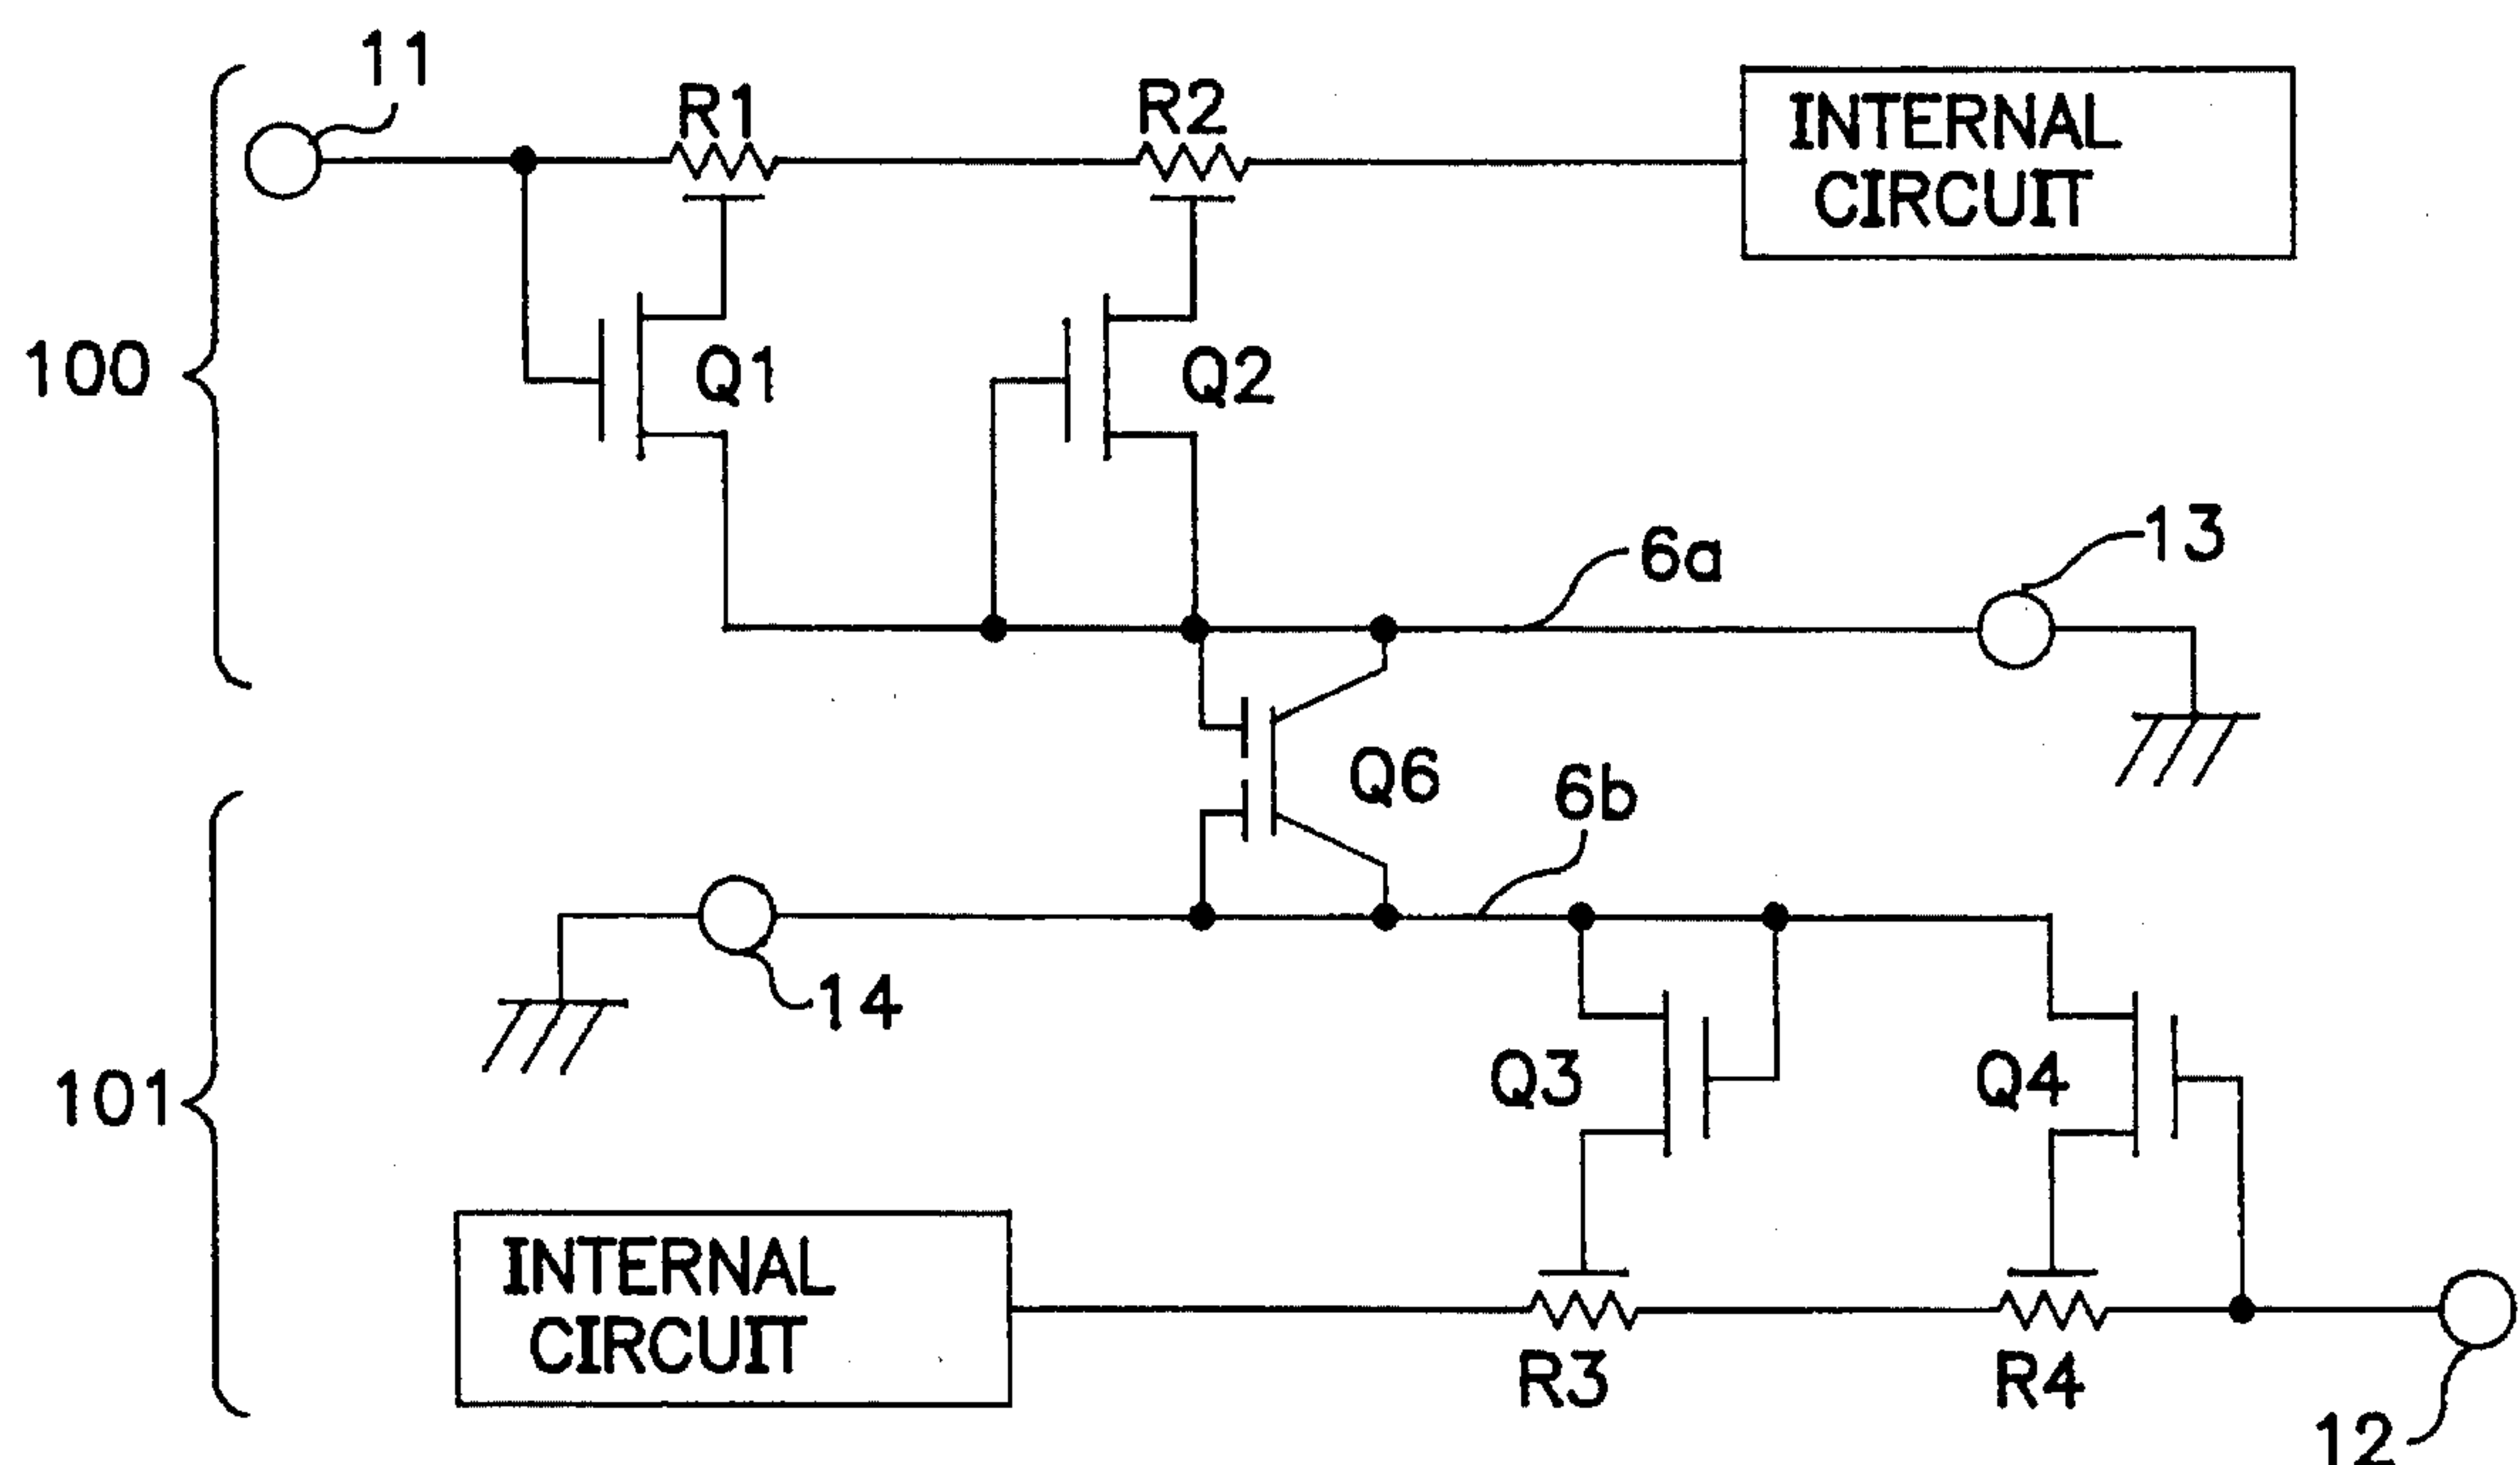 11
R1
R2
INTERNAL
CIRCUIT
100
Q1
Q2
6a
13
Q6
6b
14
101
Q3
Q4
INTERNAL
CIRCUIT
R3
R4
12